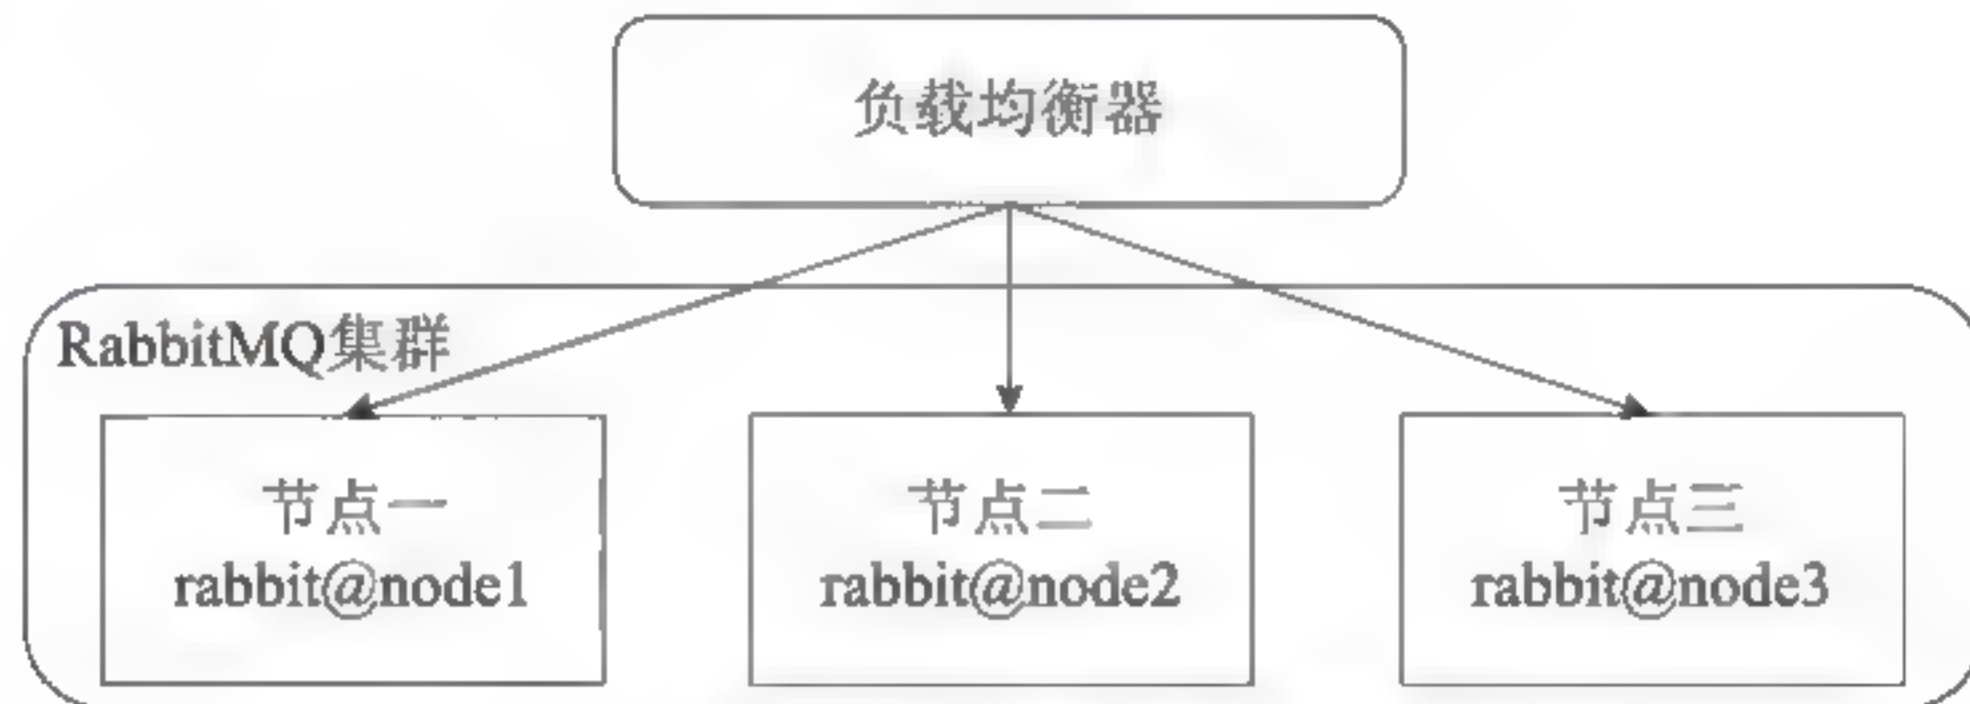 负载均衡器
RabbitMQ集群
节点一
rabbit@node1
节点二
rabbit@node2
节点三
rabbit@node3